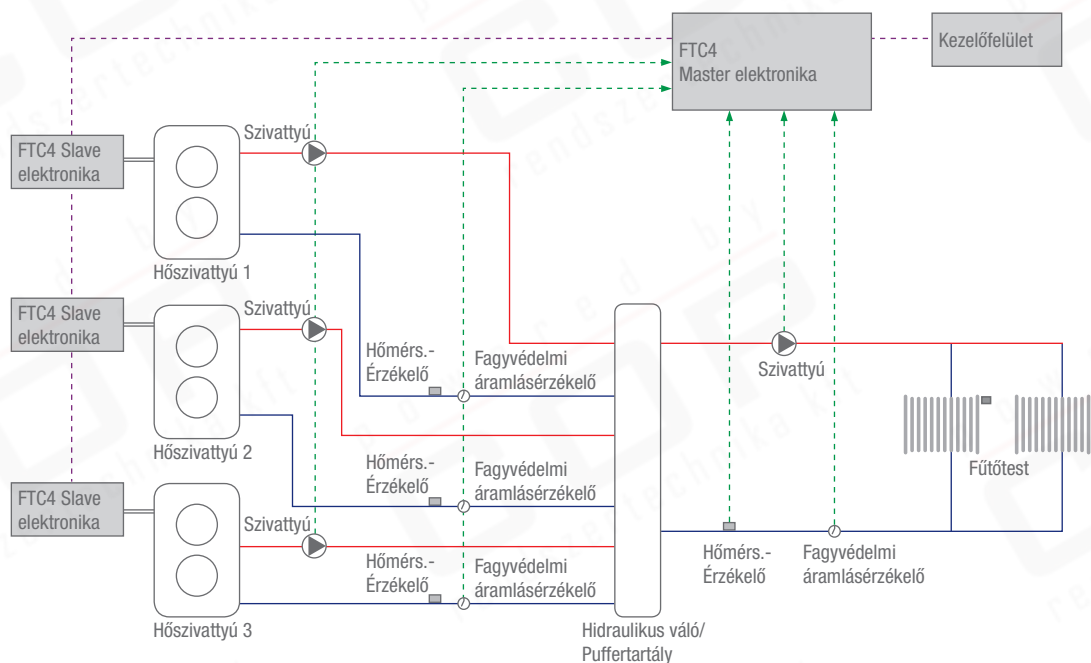 FTC4
Master elektronika
Kezelőfelület
Szivattyú
FTC4 Slave
elektronika
Hőszivattyú 1
FTC4 Slave
elektronika
Szivattyú
Hőmérs.-
Érzékelő
Fagyvédelmi
áramlásérzékelő
Szivattyú
Fűtőtest
Hőszivattyú 2
Hőmérs.-
Érzékelő
Fagyvédelmi
áramlásérzékelő
FTC4 Slave
elektronika
Szivattyú
Hőmérs.-
Érzékelő
Fagyvédelmi
áramlásérzékelő
Hőmérs.-
Érzékelő
Fagyvédelmi
áramlásérzékelő
Hőszivattyú 3
Hidraulikus váló/
Puffertartály